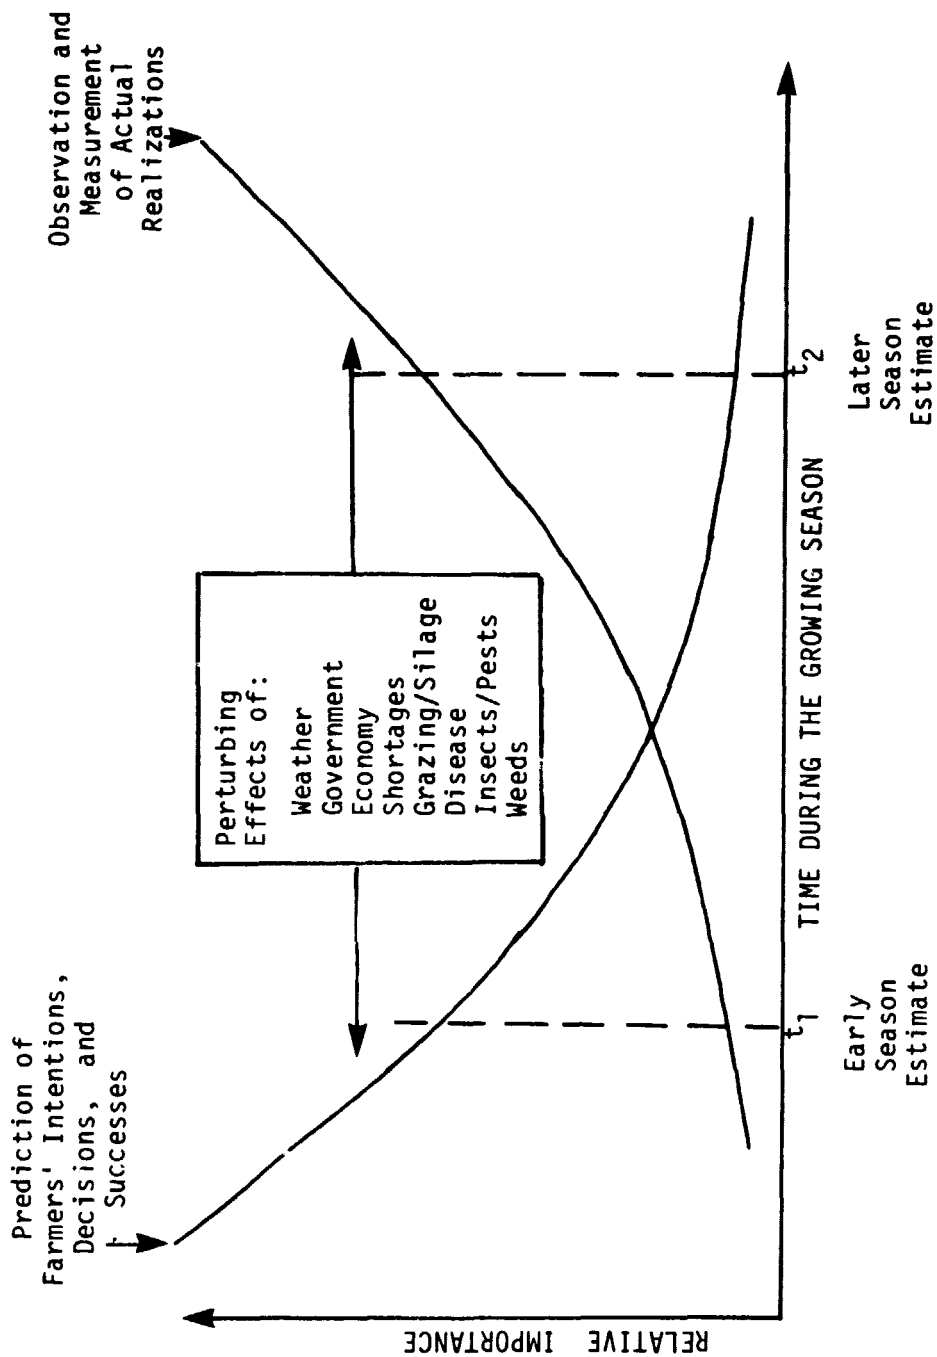 Prediction of
Farmers' Intentions,
Decisions, and
Successes
Observation and
Measurement
of Actual
Realizations
Perturbing
Effects of:
Weather
Government
Economy
Shortages
Grazing/Silage
Disease
Insects/Pests
Weeds
RELATIVE IMPORTANCE
t1
t2
TIME DURING THE GROWING SEASON
Early
Season
Estimate
Later
Season
Estimate